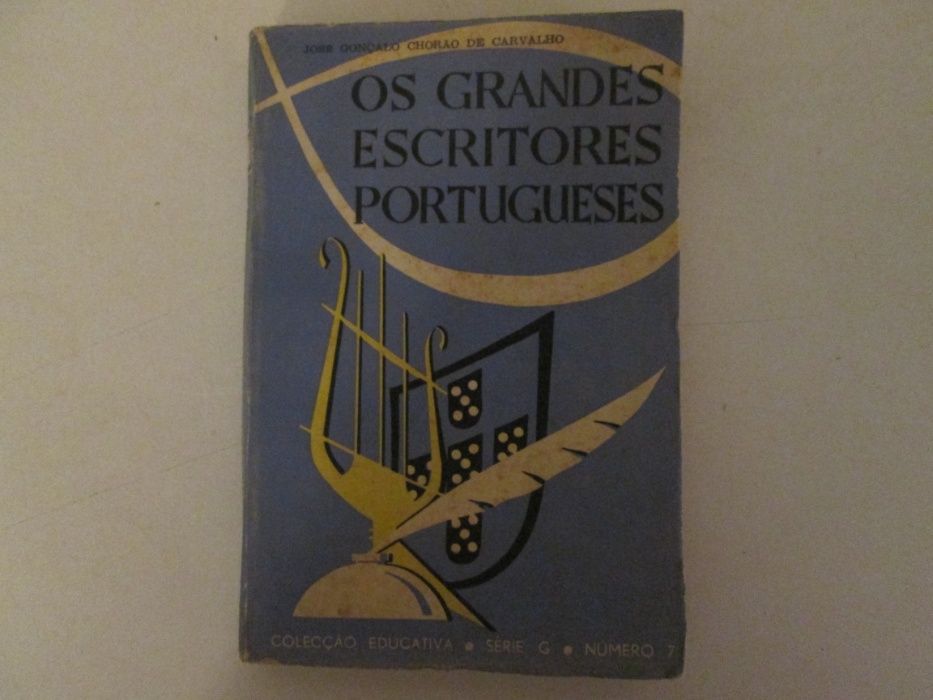 JOSÉ GONÇALO CHORÃO DE CARVALHO
OS GRANDES
ESCRITORES
PORTUGUESES
COLECÇÃO EDUCATIVA • SÉRIE G • NÚMERO 7